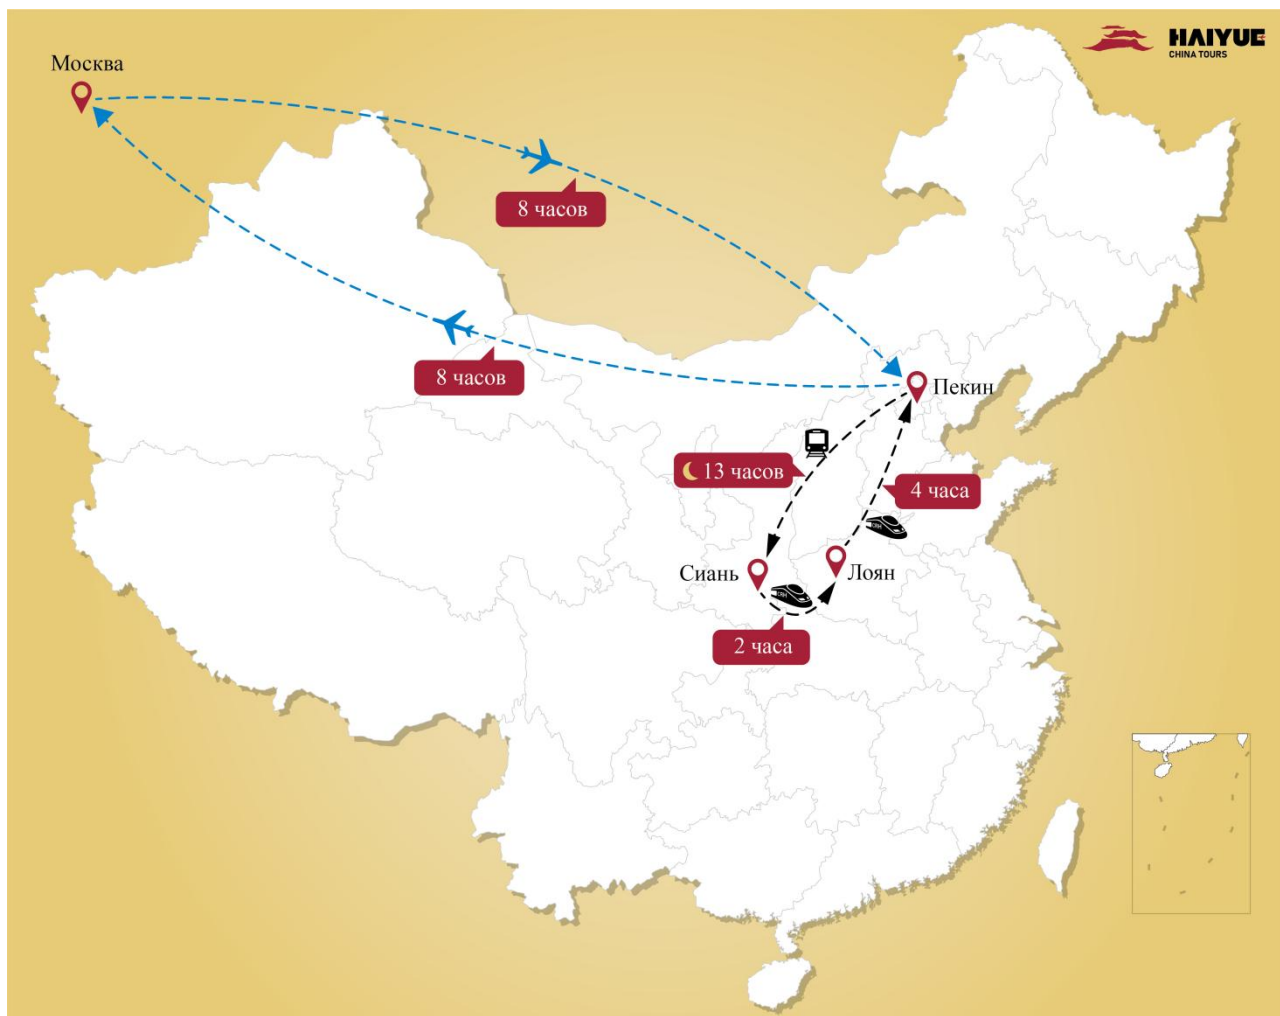 HAIYUE
CHINA TOURS
Москва
8 часов
8 часов
Пекин
13 часов
4 часа
Сиань
Лоян
2 часа